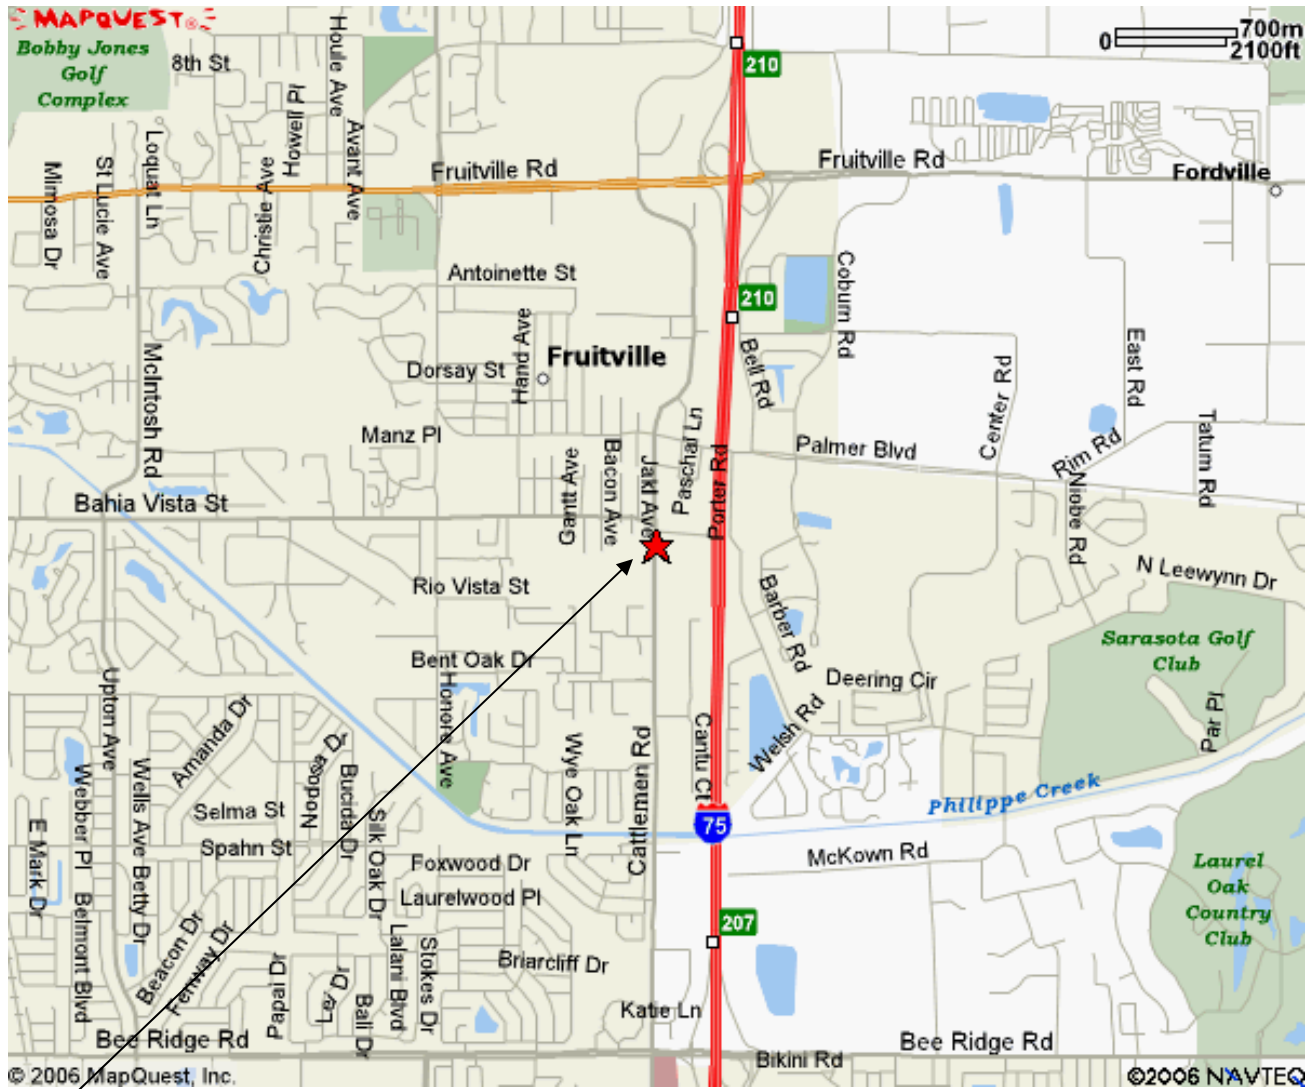 MAPQUEST®
Bobby Jones
Golf
Complex
8th St
Houle Ave
Howell Pl
Avant Ave
210
700m
0
2100ft
Mimosa Dr
St Lucie Ave
Loquat Ln
Christie Ave
Fruitville Rd
Fruitville Rd
Fordville
Antoinette St
210
Coburn Rd
McIntosh Rd
Hand Ave
Fruitville
Dorsay St
Bell Rd
Center Rd
East Rd
Manz Pl
Gantt Ave
Bacon Ave
Jakl Ave
Paschal Ln
Porter Rd
Palmer Blvd
Rim Rd
Tatum Rd
Niobe Rd
Bahia Vista St
Rio Vista St
Barber Rd
N Leewynn Dr
Sarasota Golf
Club
Bent Oak Dr
Honore Ave
Deering Cir
Par Pl
Upton Ave
Amanda Dr
Cattlemen Rd
Cantu Ct
Welsh Rd
Webber Pl
Wells Ave
Selma St
Noposa Dr
Bucida Dr
Silk Oak Dr
Wye Oak Ln
Philippe Creek
75
E Mark Dr
Spahn St
Foxwood Dr
McKown Rd
Laurel
Oak
Country
Club
Belmont Blvd
Betty Dr
Laurelwood Pl
207
Beacon Dr
Fenway Dr
Papai Dr
Ley Dr
Bali Dr
Lalani Blvd
Stokes Dr
Briarcliff Dr
Katie Ln
Bee Ridge Rd
Bee Ridge Rd
Bikini Rd
© 2006 MapQuest, Inc.
©2006 NAVTEQ